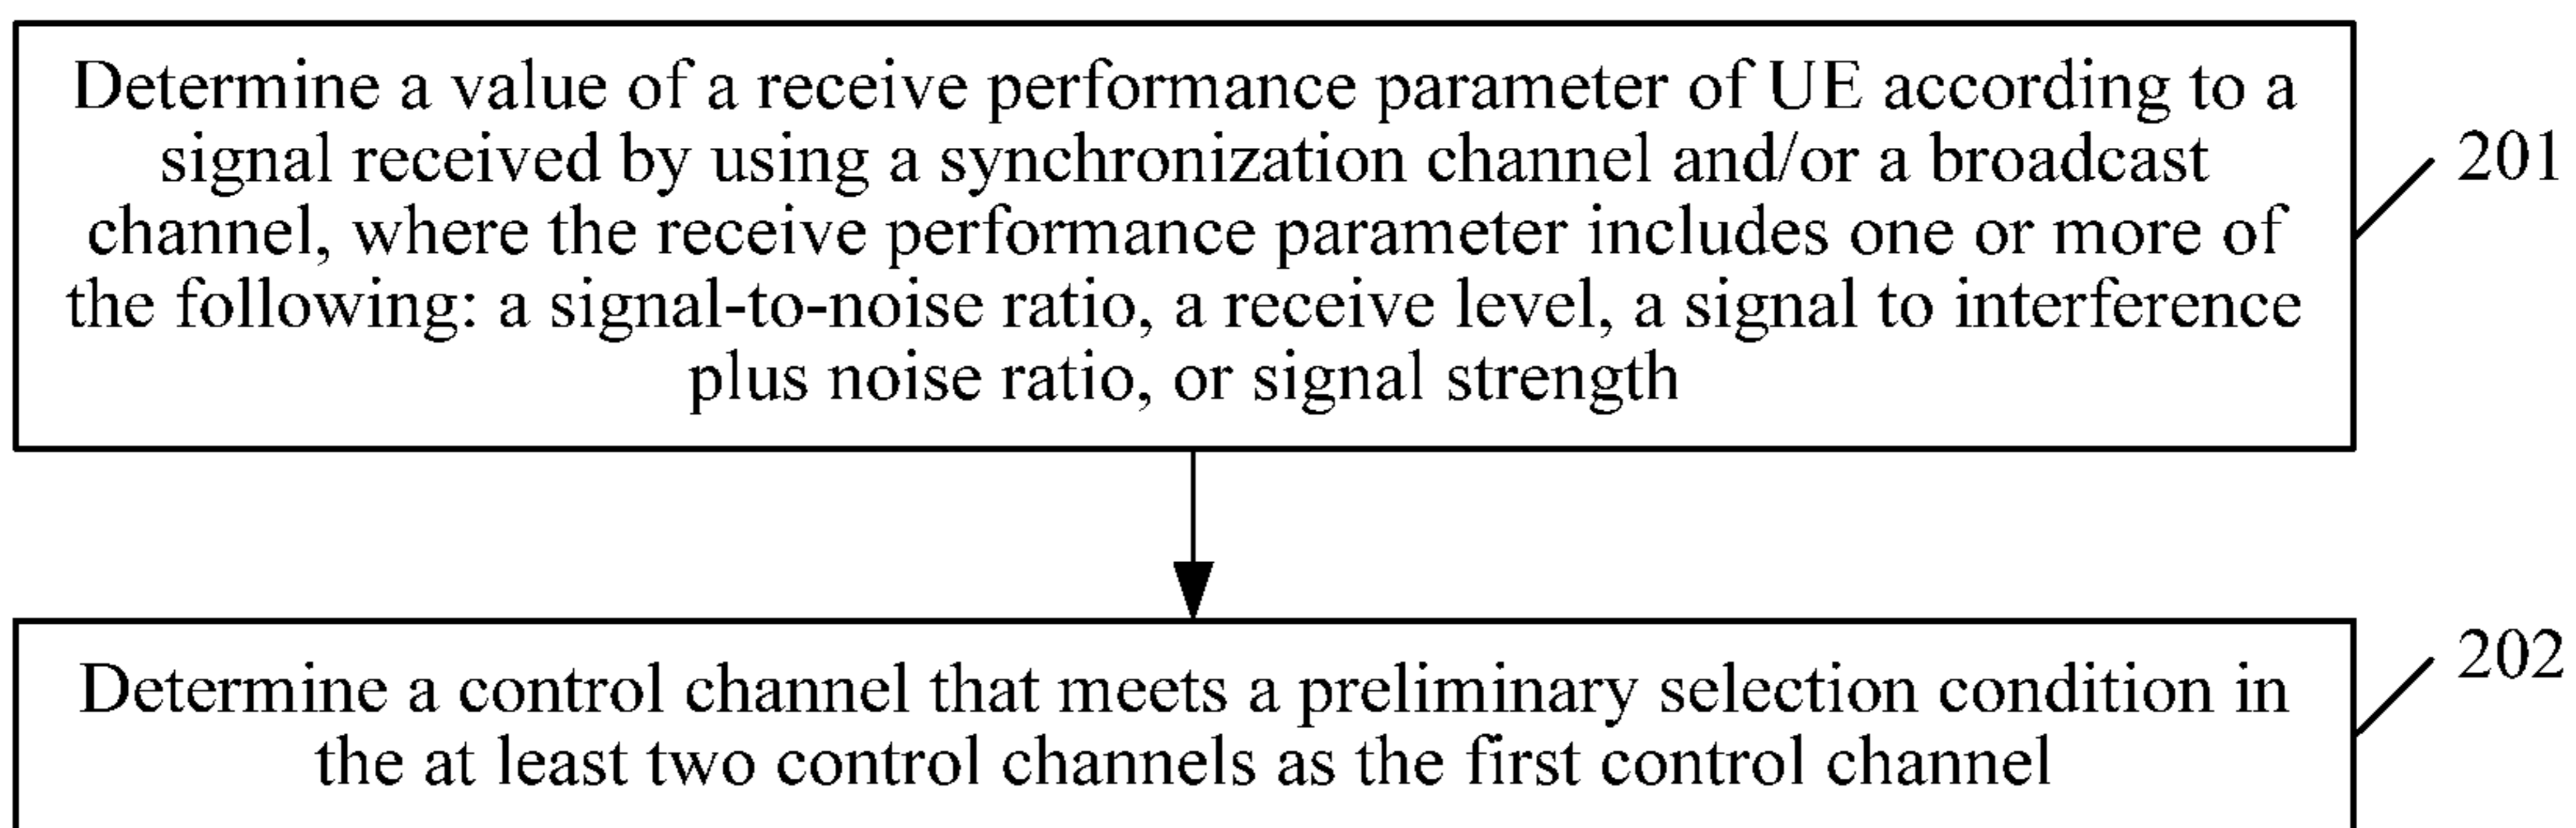 Determine a value of a receive performance parameter of UE according to a
signal received by using a synchronization channel and/or a broadcast
channel, where the receive performance parameter includes one or more of
the following: a signal-to-noise ratio, a receive level, a signal to interference
plus noise ratio, or signal strength
201
Determine a control channel that meets a preliminary selection condition in
the at least two control channels as the first control channel
202